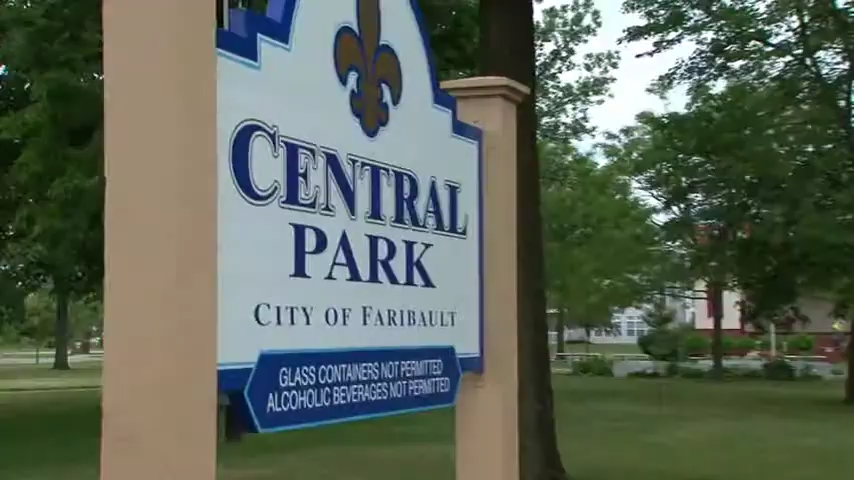 CENTRAL
PARK
CITY OF FARIBAULT
GLASS CONTAINERS NOT PERMITTED
ALCOHOLIC BEVERAGES NOT PERMITTED